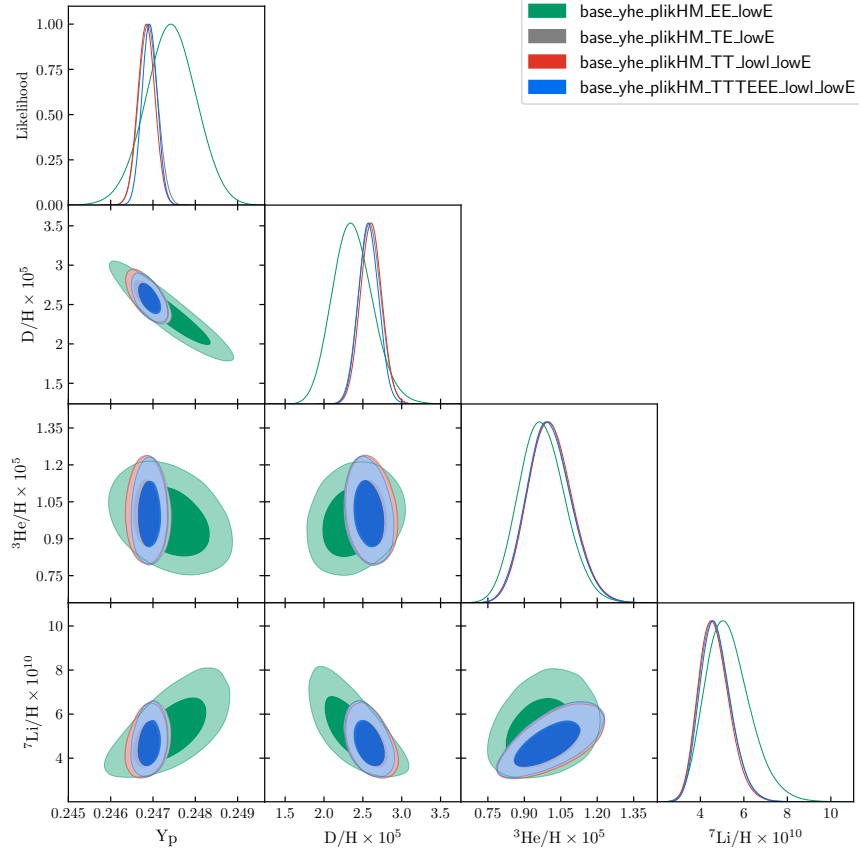 base_yhe_plikHM_EE_lowE
base_yhe_plikHM_TE_lowE
base_yhe_plikHM_TT_lowl_lowE
base_yhe_plikHM_TTTEEE_lowl_lowE
1.00
0.75
0.50
0.25
0.00
Likelihood
3.5
3.0
2.5
2.0
1.5
D/H × 10⁵
1.35
1.2
1.05
0.9
0.75
³He/H × 10⁵
10
8
6
4
⁷Li/H × 10¹⁰
0.245 0.246 0.247 0.248 0.249
Yp
1.5 2.0 2.5 3.0 3.5
D/H × 10⁵
0.75 0.90 1.05 1.20 1.35
³He/H × 10⁵
4 6 8 10
⁷Li/H × 10¹⁰